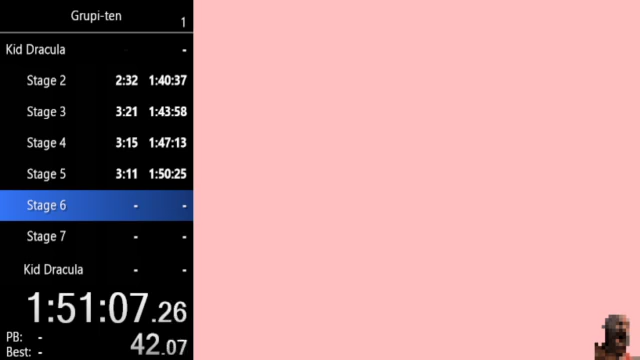 Grupi-ten
1
Kid Dracula -
Stage 2 2:32 1:40:37
Stage 3 3:21 1:43:58
Stage 4 3:15 1:47:13
Stage 5 3:11 1:50:25
Stage 6 - -
Stage 7 - -
Kid Dracula - -
1:51:07.26
PB: -
Best: - 42.07